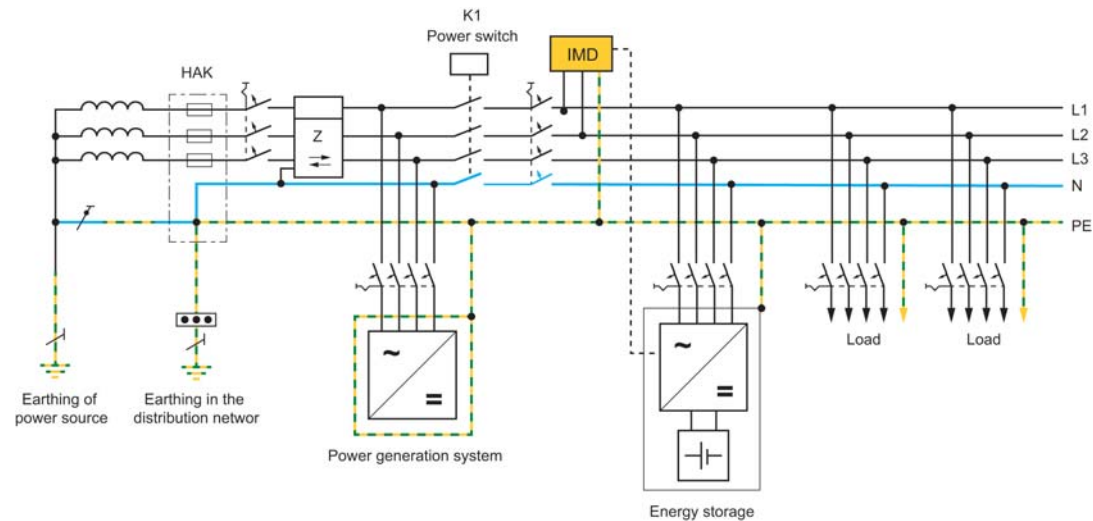 K1
Power switch
IMD
HAK
L1
Z
L2
L3
N
PE
Load
Load
Earthing of
power source
Earthing in the
distribution networ
Power generation system
Energy storage